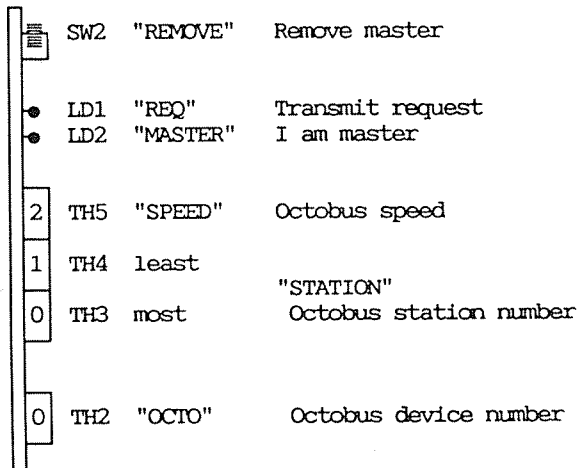 SW2 "REMOVE" Remove master
LD1 "REQ" Transmit request
LD2 "MASTER" I am master
2 TH5 "SPEED" Octobus speed
1 TH4 least
"STATION"
0 TH3 most Octobus station number
0 TH2 "OCTO" Octobus device number